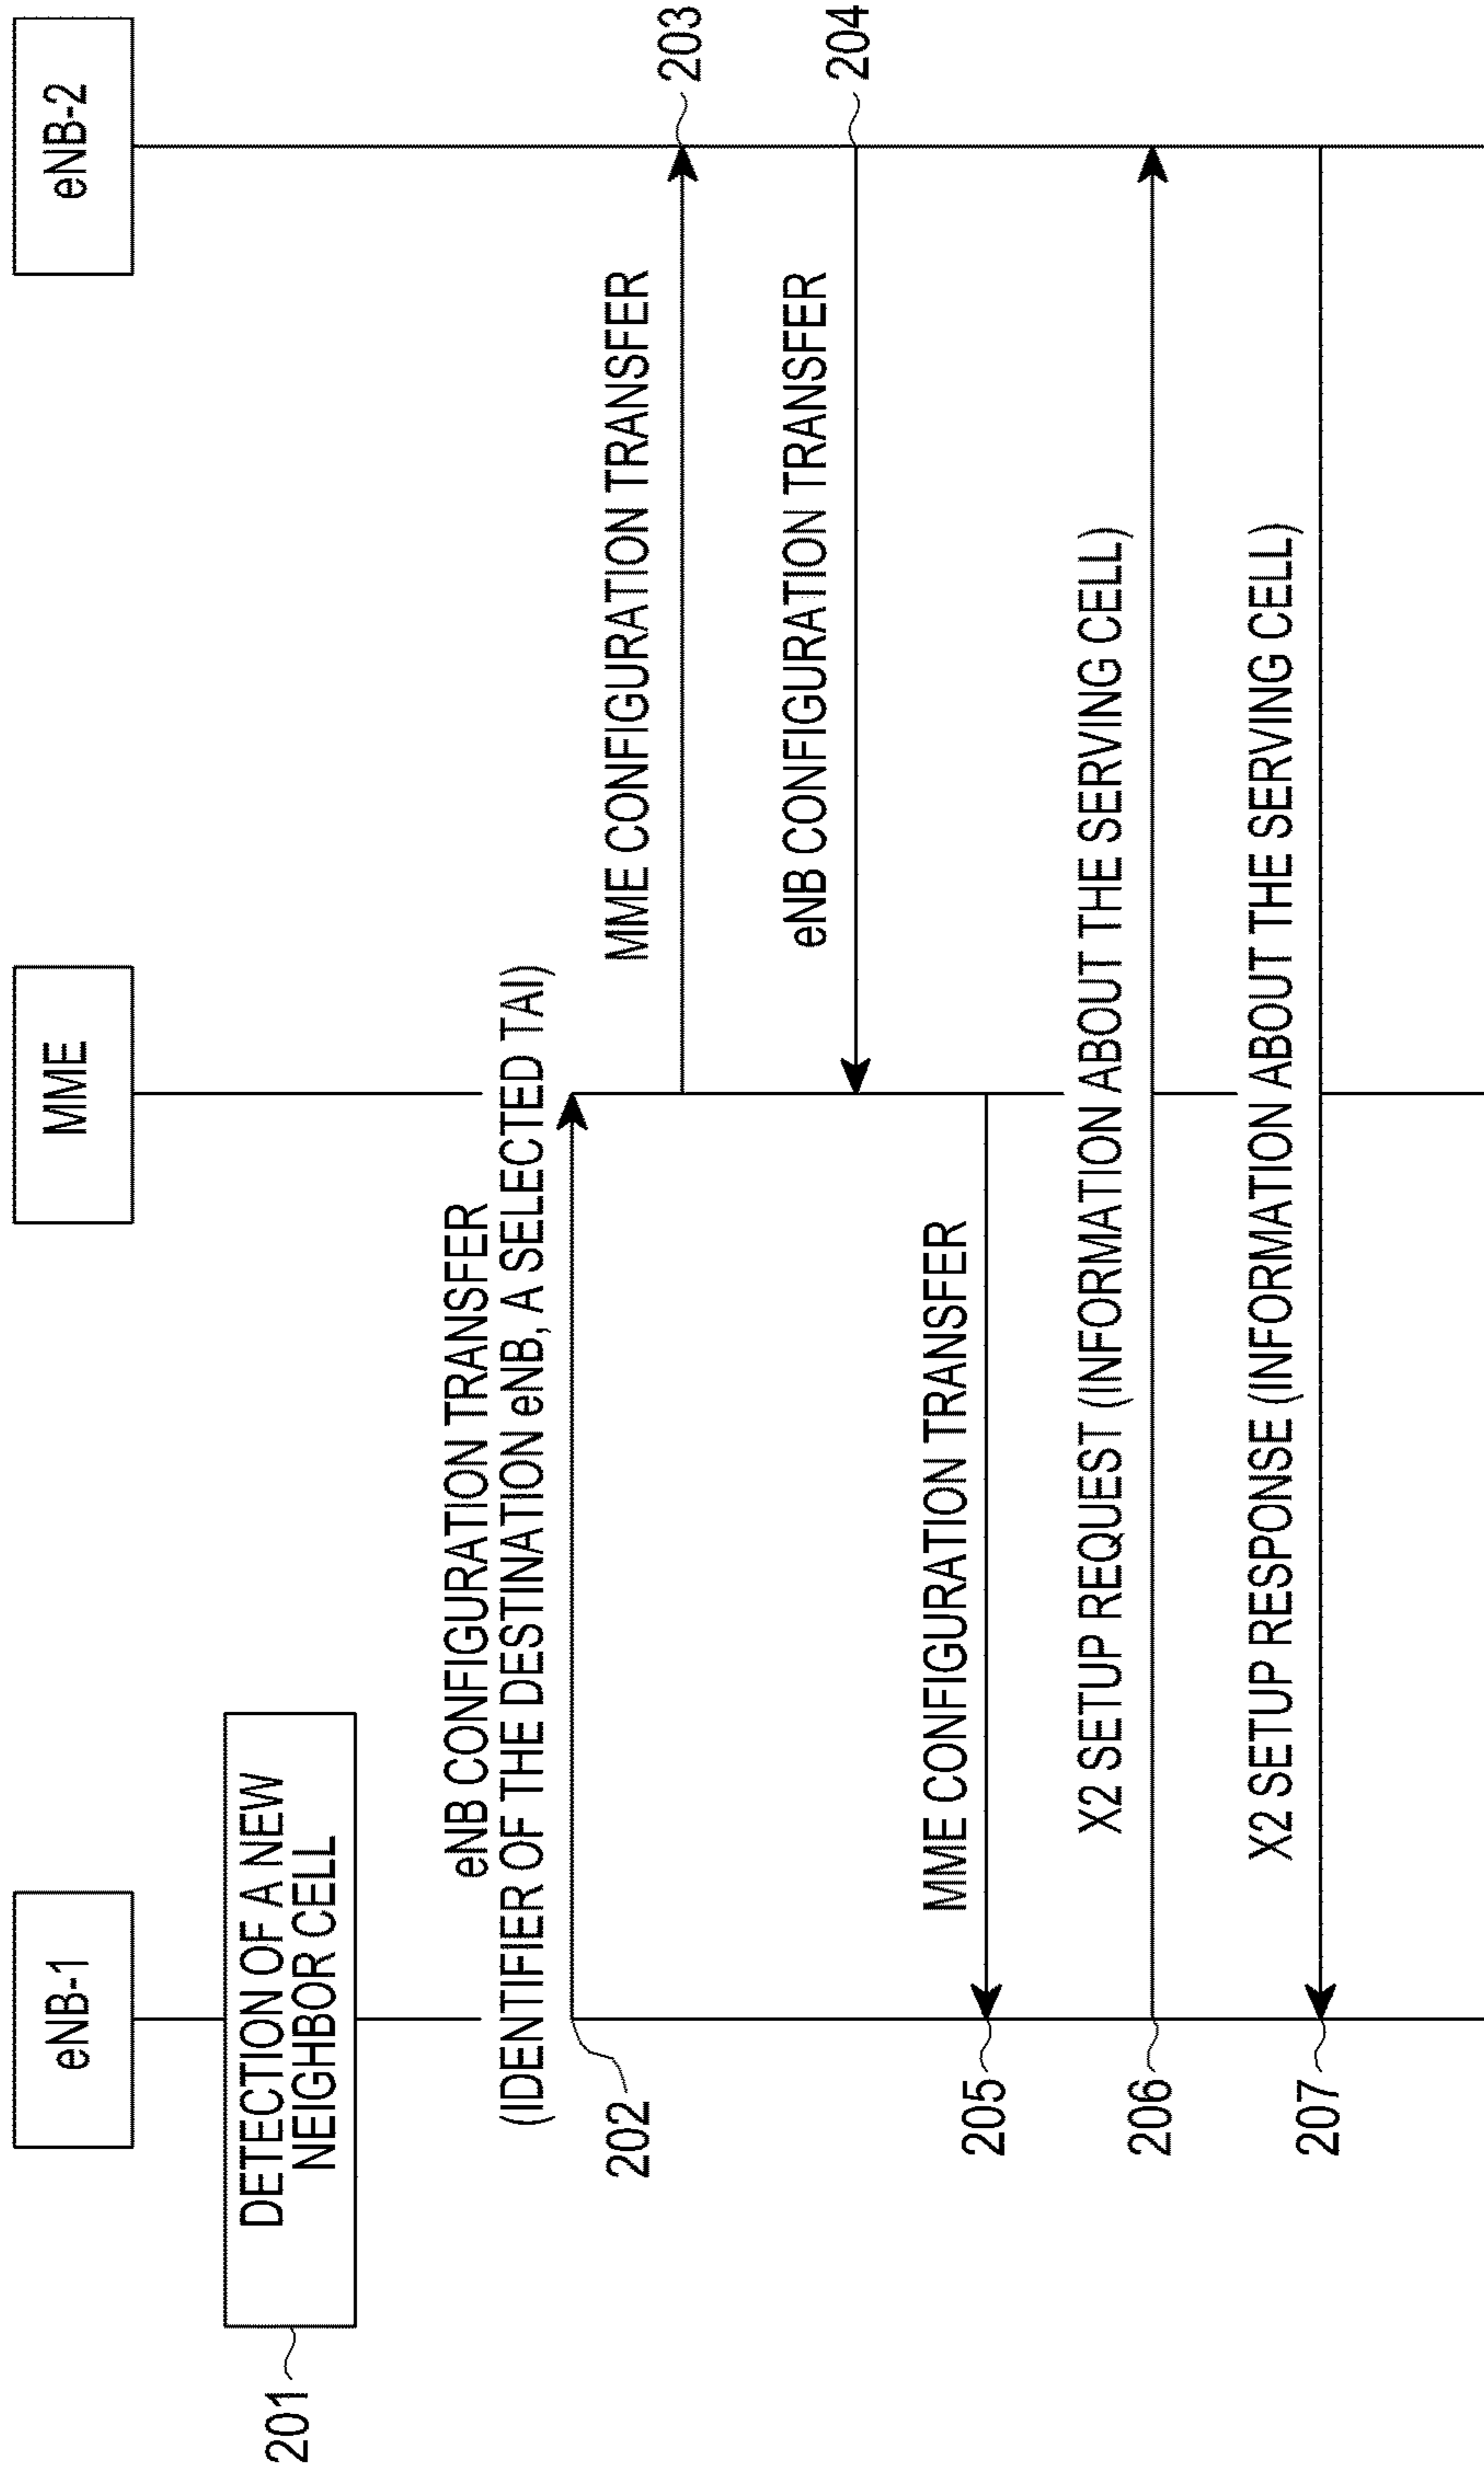 eNB-1
MME
eNB-2
201
DETECTION OF A NEW
NEIGHBOR CELL
eNB CONFIGURATION TRANSFER
(IDENTIFIER OF THE DESTINATION eNB, A SELECTED TAI)
202
MME CONFIGURATION TRANSFER
203
eNB CONFIGURATION TRANSFER
204
MME CONFIGURATION TRANSFER
205
X2 SETUP REQUEST (INFORMATION ABOUT THE SERVING CELL)
206
X2 SETUP RESPONSE (INFORMATION ABOUT THE SERVING CELL)
207